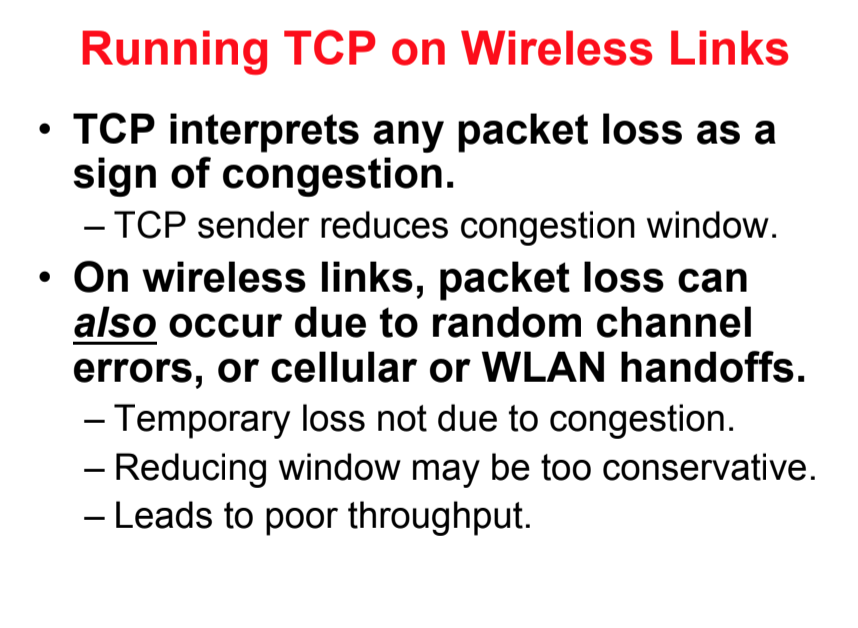 Running TCP on Wireless Links
• TCP interprets any packet loss as a
sign of congestion.
– TCP sender reduces congestion window.
• On wireless links, packet loss can
also occur due to random channel
errors, or cellular or WLAN handoffs.
– Temporary loss not due to congestion.
– Reducing window may be too conservative.
– Leads to poor throughput.